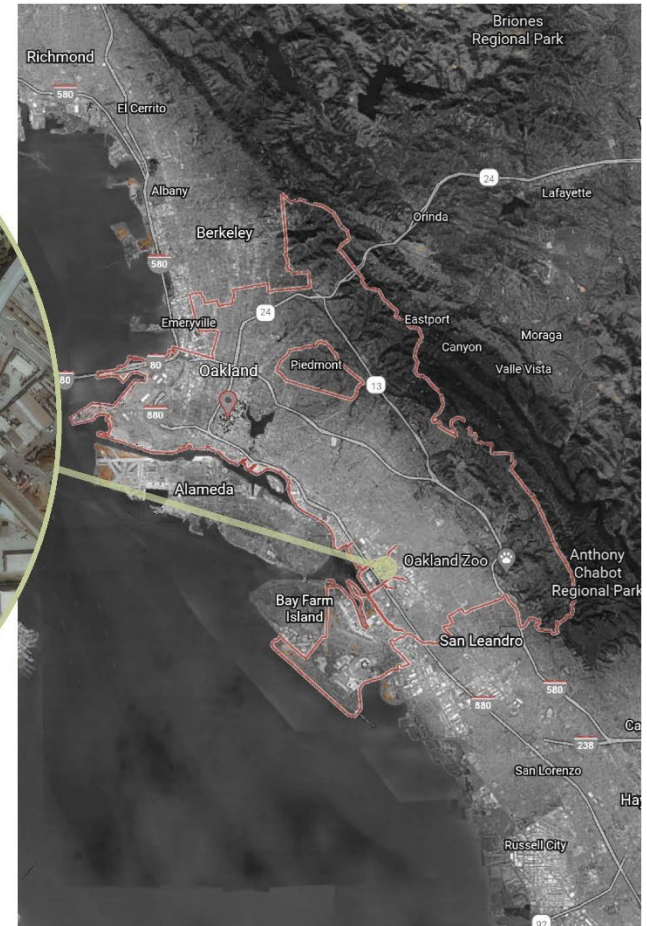 Briones
Regional Park
Richmond
580
El Cerrito
24
Albany
Lafayette
Orinda
Berkeley
580
24
Eastport
Emeryville
Moraga
Canyon
80
80
Oakland
Piedmont
Valle Vista
13
880
Alameda
Oakland Zoo
Anthony
Chabot
Regional Park
Bay Farm
Island
San Leandro
580
880
238
San Lorenzo
Russell City
92